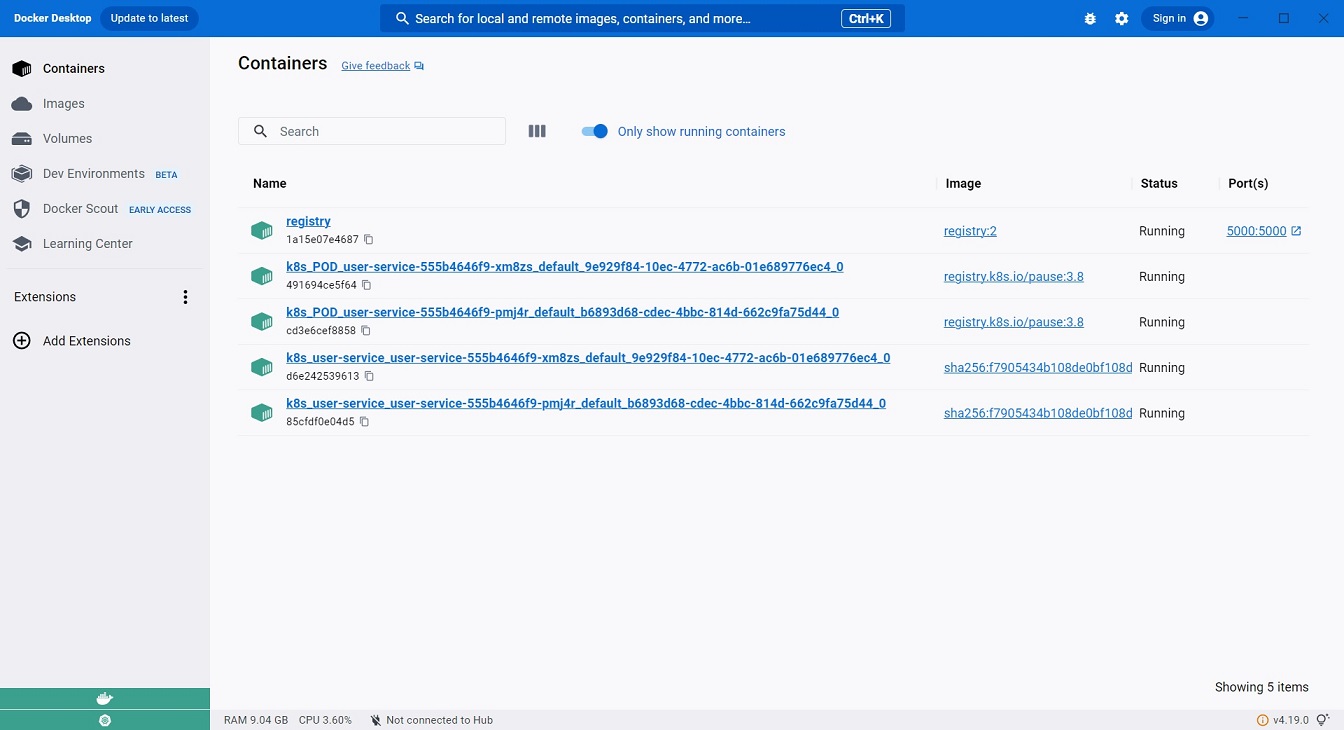 Docker Desktop Update to latest Search for local and remote images, containers, and more... Ctrl+K Sign in
Containers
Images
Volumes
Dev Environments BETA
Docker Scout EARLY ACCESS
Learning Center
Extensions
Add Extensions
Containers Give feedback
Search Only show running containers
Name Image Status Port(s)
registry
1a15e07e4687
registry:2 Running 5000:5000
k8s_POD_user-service-555b4646f9-xm8zs_default_9e929f84-10ec-4772-ac6b-01e689776ec4_0
491694ce5f64
registry.k8s.io/pause:3.8 Running
k8s_POD_user-service-555b4646f9-pmj4r_default_b6893d68-cdec-4bbc-814d-662c9fa75d44_0
cd3e6cef8858
registry.k8s.io/pause:3.8 Running
k8s_user-service_user-service-555b4646f9-xm8zs_default_9e929f84-10ec-4772-ac6b-01e689776ec4_0
d6e242539613
sha256:f7905434b108de0bf108d Running
k8s_user-service_user-service-555b4646f9-pmj4r_default_b6893d68-cdec-4bbc-814d-662c9fa75d44_0
85cfdf0e04d5
sha256:f7905434b108de0bf108d Running
Showing 5 items
RAM 9.04 GB CPU 3.60% Not connected to Hub v4.19.0